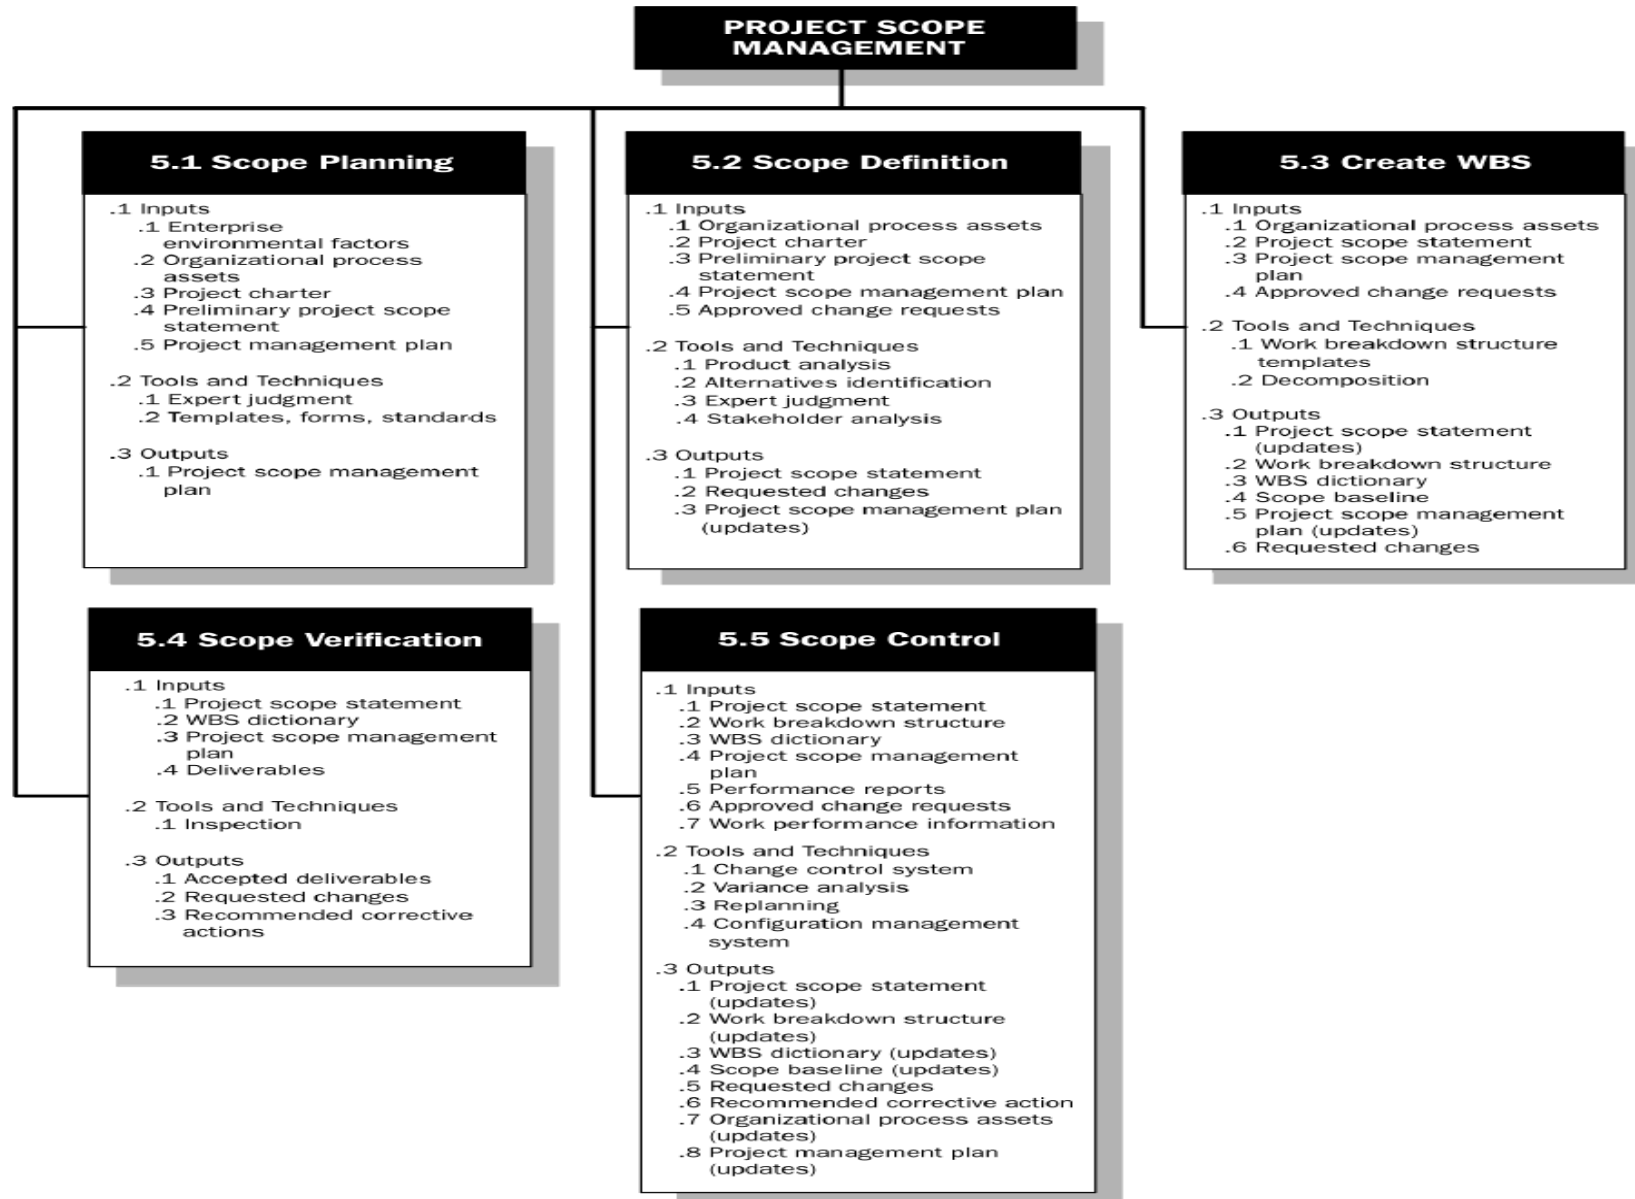 PROJECT SCOPE
MANAGEMENT
5.1 Scope Planning
.1 Inputs
.1 Enterprise
environmental factors
.2 Organizational process
assets
.3 Project charter
.4 Preliminary project scope
statement
.5 Project management plan
.2 Tools and Techniques
.1 Expert judgment
.2 Templates, forms, standards
.3 Outputs
.1 Project scope management
plan
5.2 Scope Definition
.1 Inputs
.1 Organizational process assets
.2 Project charter
.3 Preliminary project scope
statement
.4 Project scope management plan
.5 Approved change requests
.2 Tools and Techniques
.1 Product analysis
.2 Alternatives identification
.3 Expert judgment
.4 Stakeholder analysis
.3 Outputs
.1 Project scope statement
.2 Requested changes
.3 Project scope management plan
(updates)
5.3 Create WBS
.1 Inputs
.1 Organizational process assets
.2 Project scope statement
.3 Project scope management
plan
.4 Approved change requests
.2 Tools and Techniques
.1 Work breakdown structure
templates
.2 Decomposition
.3 Outputs
.1 Project scope statement
(updates)
.2 Work breakdown structure
.3 WBS dictionary
.4 Scope baseline
.5 Project scope management
plan (updates)
.6 Requested changes
5.4 Scope Verification
.1 Inputs
.1 Project scope statement
.2 WBS dictionary
.3 Project scope management
plan
.4 Deliverables
.2 Tools and Techniques
.1 Inspection
.3 Outputs
.1 Accepted deliverables
.2 Requested changes
.3 Recommended corrective
actions
5.5 Scope Control
.1 Inputs
.1 Project scope statement
.2 Work breakdown structure
.3 WBS dictionary
.4 Project scope management
plan
.5 Performance reports
.6 Approved change requests
.7 Work performance information
.2 Tools and Techniques
.1 Change control system
.2 Variance analysis
.3 Replanning
.4 Configuration management
system
.3 Outputs
.1 Project scope statement
(updates)
.2 Work breakdown structure
(updates)
.3 WBS dictionary (updates)
.4 Scope baseline (updates)
.5 Requested changes
.6 Recommended corrective action
.7 Organizational process assets
(updates)
.8 Project management plan
(updates)